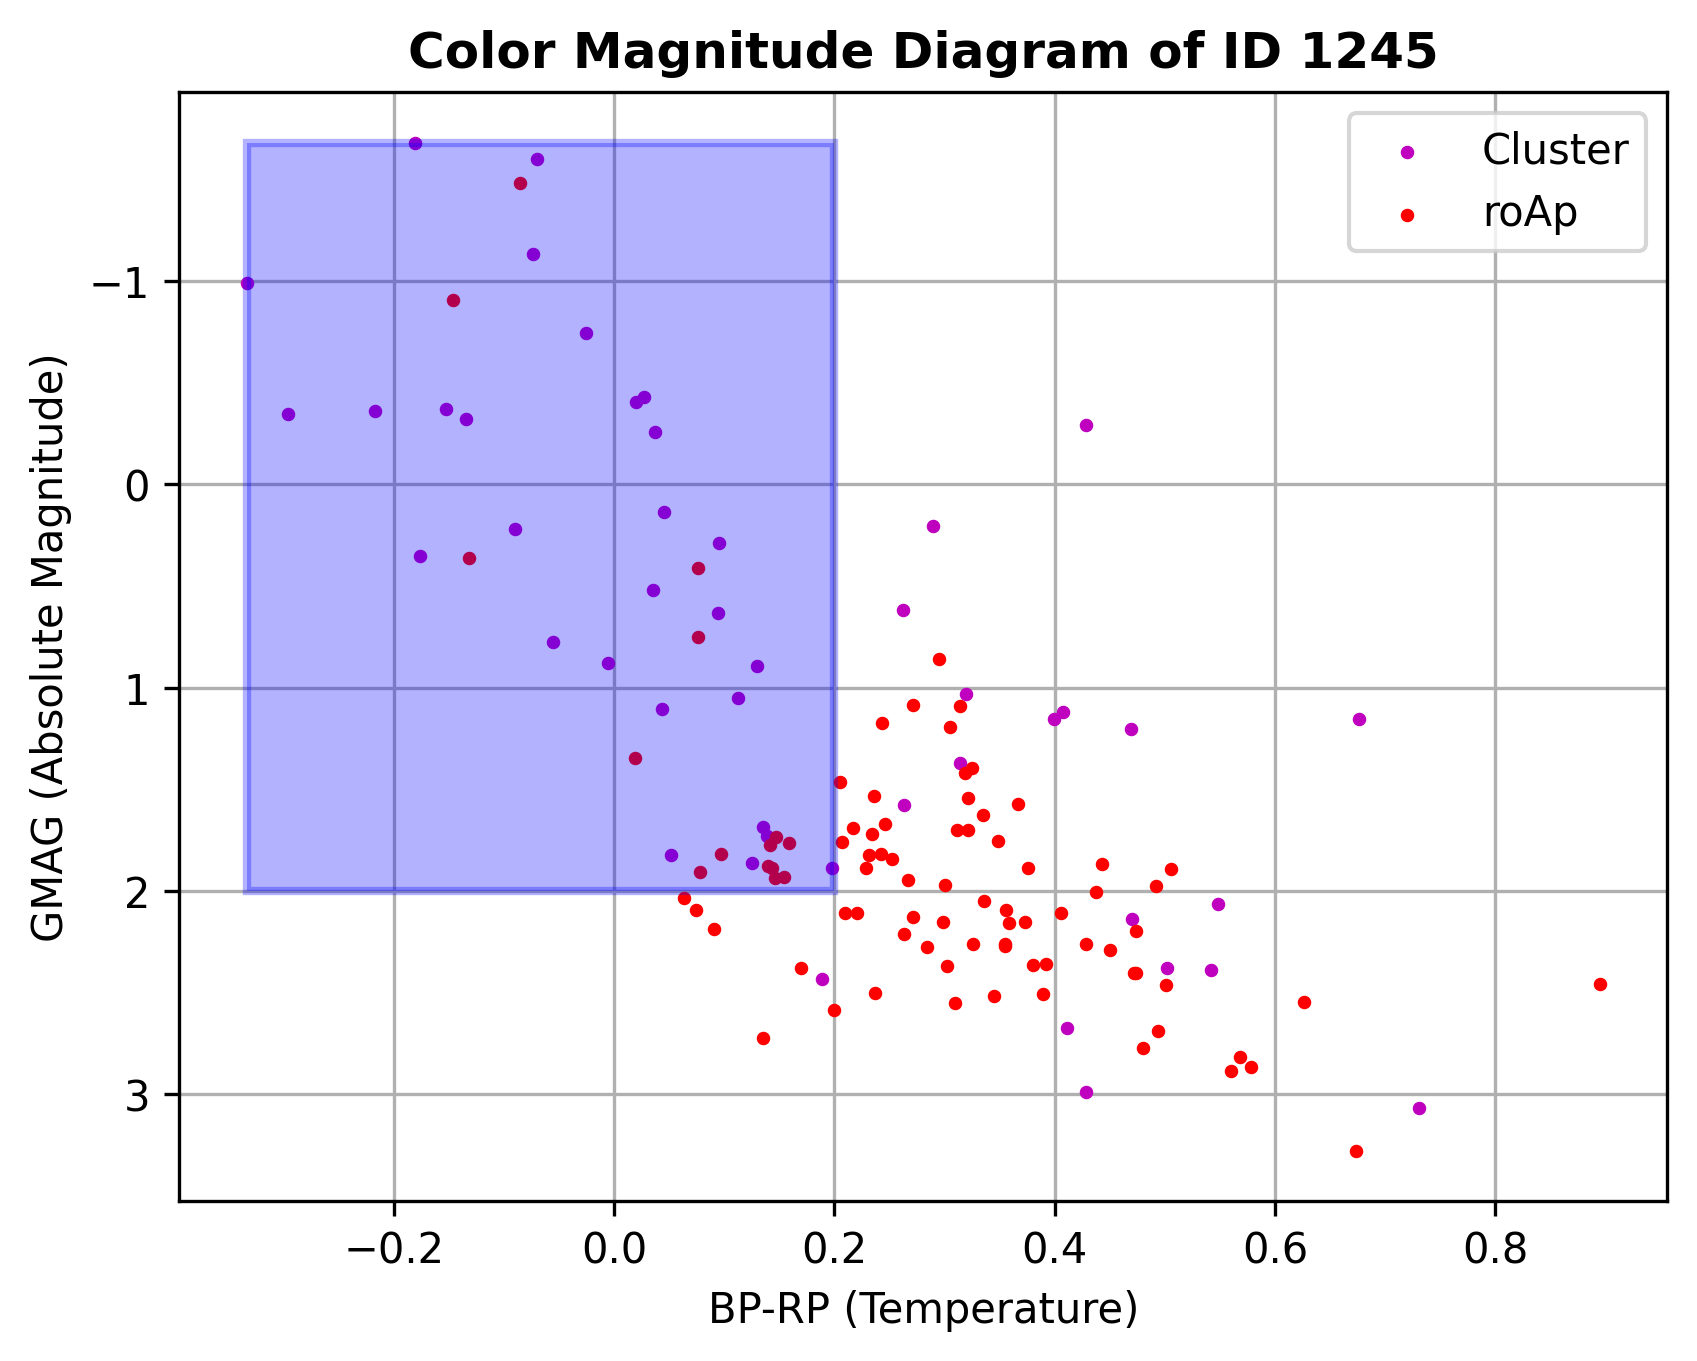 Color Magnitude Diagram of ID 1245
Cluster
roAp
GMAG (Absolute Magnitude)
−1
0
1
2
3
−0.2 0.0 0.2 0.4 0.6 0.8
BP-RP (Temperature)